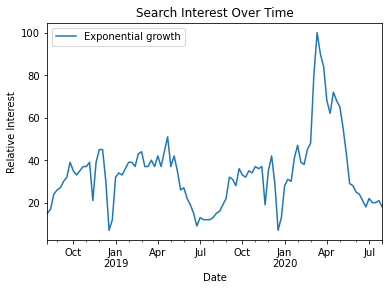 Search Interest Over Time
Exponential growth
Relative Interest
100
80
60
40
20
Oct Jan Apr Jul Oct Jan Apr Jul
2019 2020
Date